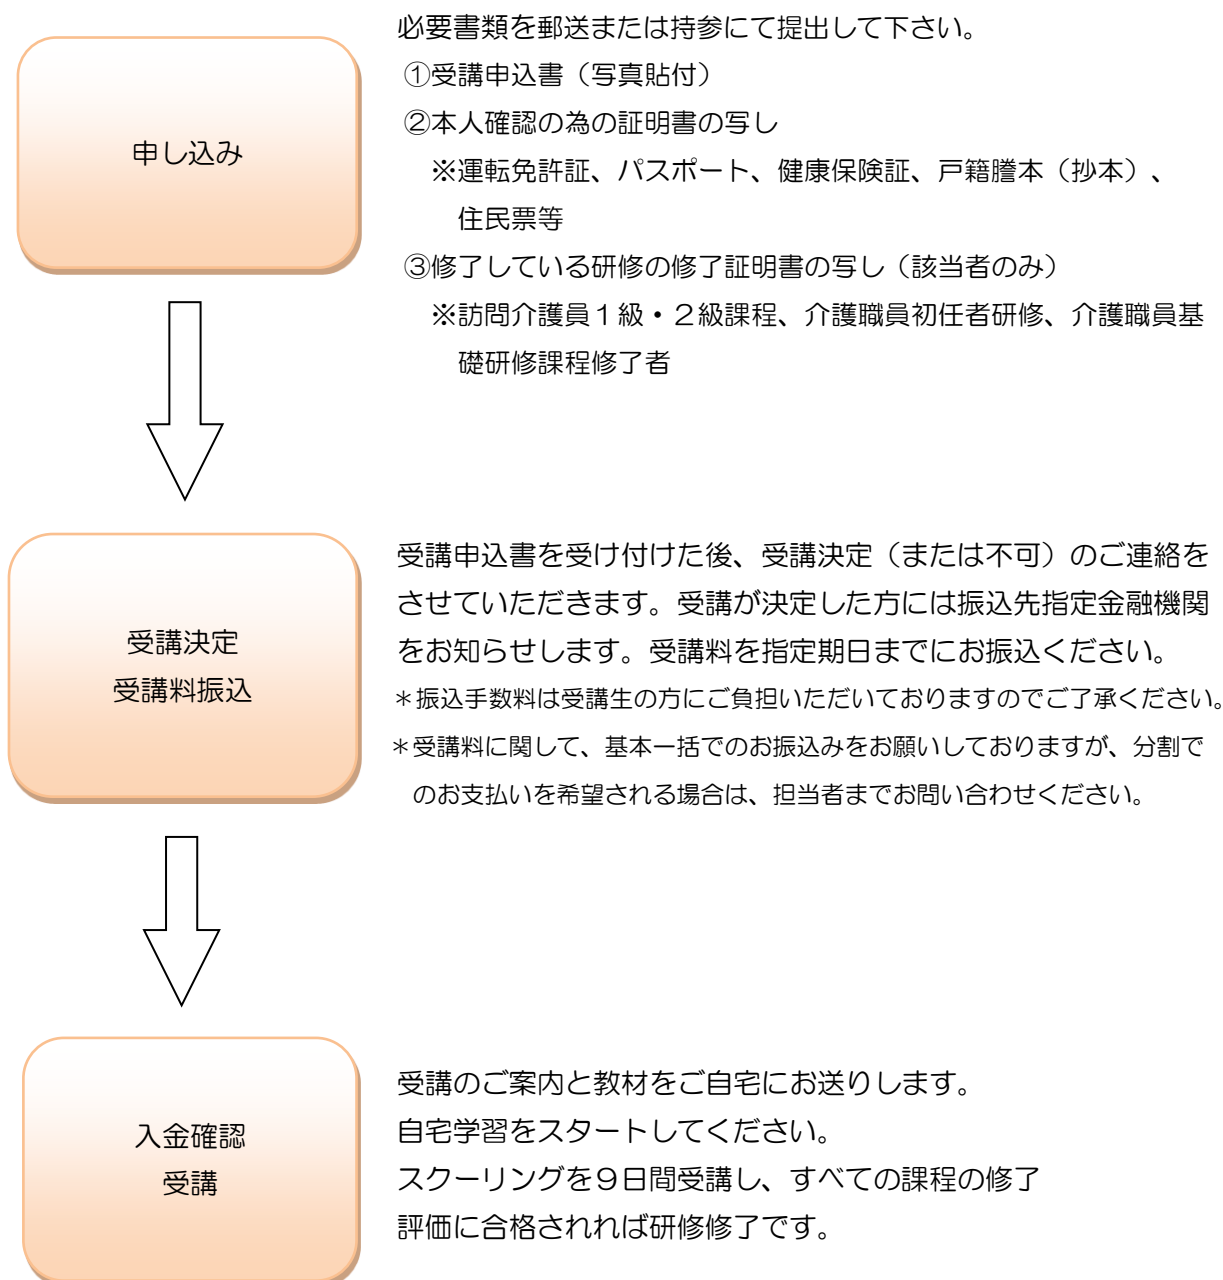 申し込み
必要書類を郵送または持参にて提出して下さい。
①受講申込書（写真貼付）
②本人確認の為の証明書の写し
※運転免許証、パスポート、健康保険証、戸籍謄本（抄本）、
住民票等
③修了している研修の修了証明書の写し（該当者のみ）
※訪問介護員１級・２級課程、介護職員初任者研修、介護職員基
礎研修課程修了者
受講決定
受講料振込
受講申込書を受け付けた後、受講決定（または不可）のご連絡を
させていただきます。受講が決定した方には振込先指定金融機関
をお知らせします。受講料を指定期日までにお振込ください。
＊振込手数料は受講生の方にご負担いただいておりますのでご了承ください。
＊受講料に関して、基本一括でのお振込みをお願いしておりますが、分割で
のお支払いを希望される場合は、担当者までお問い合わせください。
入金確認
受講
受講のご案内と教材をご自宅にお送りします。
自宅学習をスタートしてください。
スクーリングを９日間受講し、すべての課程の修了
評価に合格されれば研修修了です。